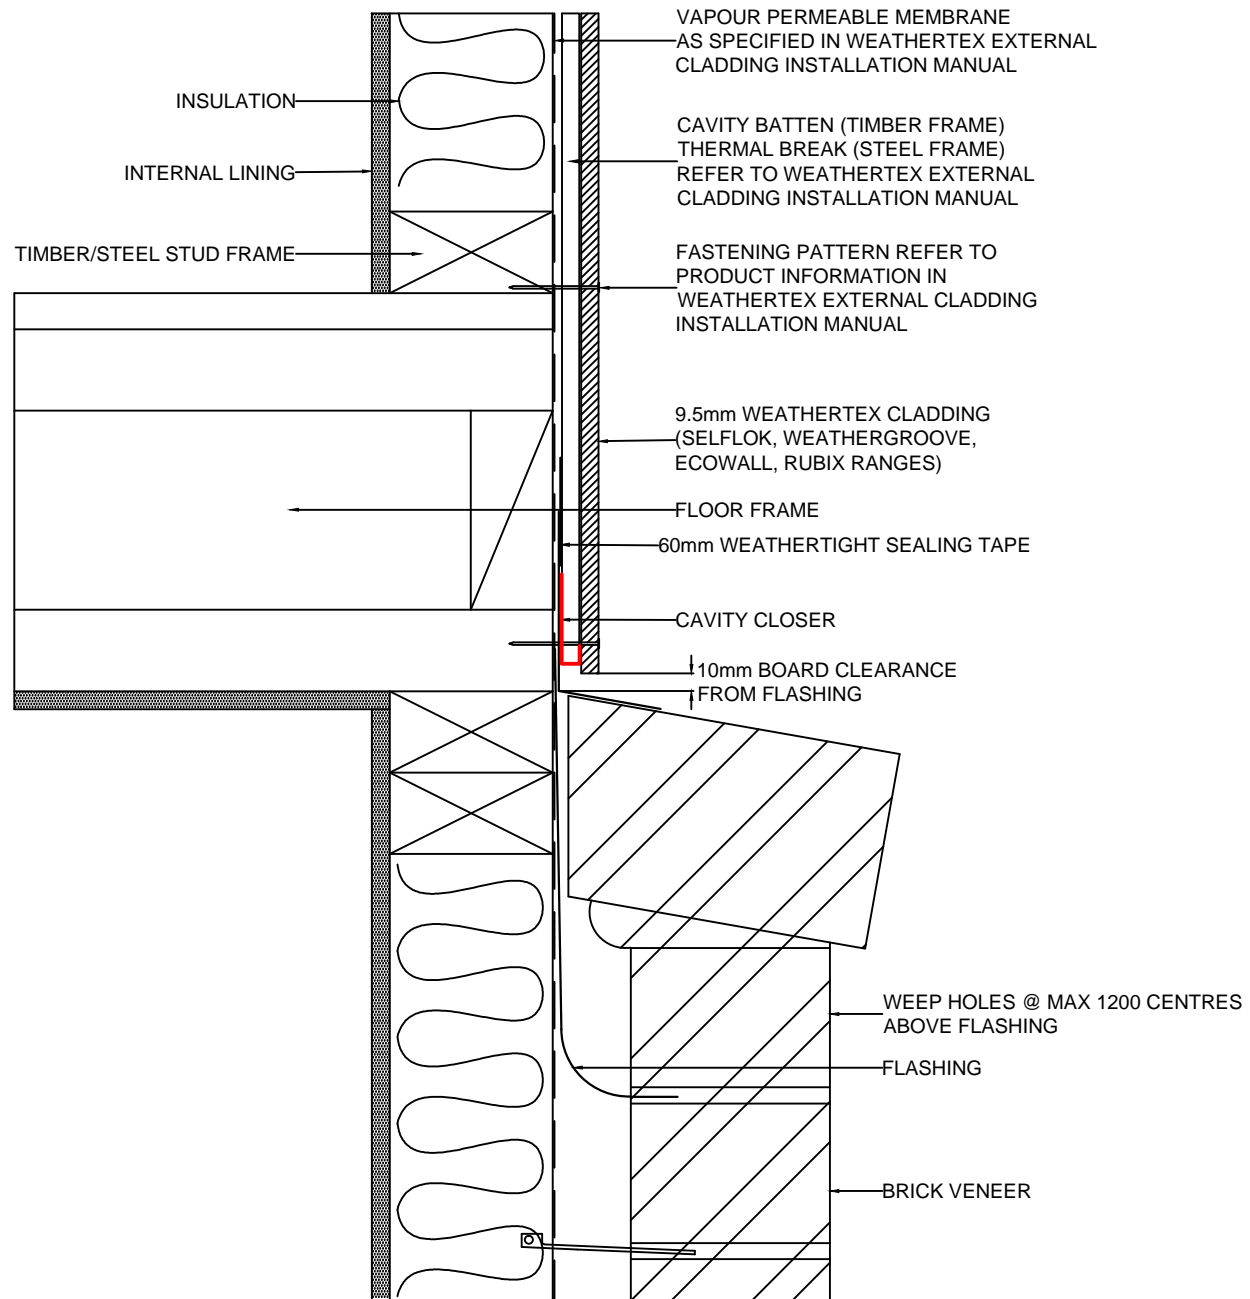 VAPOUR PERMEABLE MEMBRANE
AS SPECIFIED IN WEATHERTEX EXTERNAL
CLADDING INSTALLATION MANUAL
INSULATION
CAVITY BATTEN (TIMBER FRAME)
THERMAL BREAK (STEEL FRAME)
REFER TO WEATHERTEX EXTERNAL
CLADDING INSTALLATION MANUAL
INTERNAL LINING
TIMBER/STEEL STUD FRAME
FASTENING PATTERN REFER TO
PRODUCT INFORMATION IN
WEATHERTEX EXTERNAL CLADDING
INSTALLATION MANUAL
9.5mm WEATHERTEX CLADDING
(SELFLOK, WEATHERGROOVE,
ECOWALL, RUBIX RANGES)
FLOOR FRAME
60mm WEATHERTIGHT SEALING TAPE
CAVITY CLOSER
10mm BOARD CLEARANCE
FROM FLASHING
WEEP HOLES @ MAX 1200 CENTRES
ABOVE FLASHING
FLASHING
BRICK VENEER